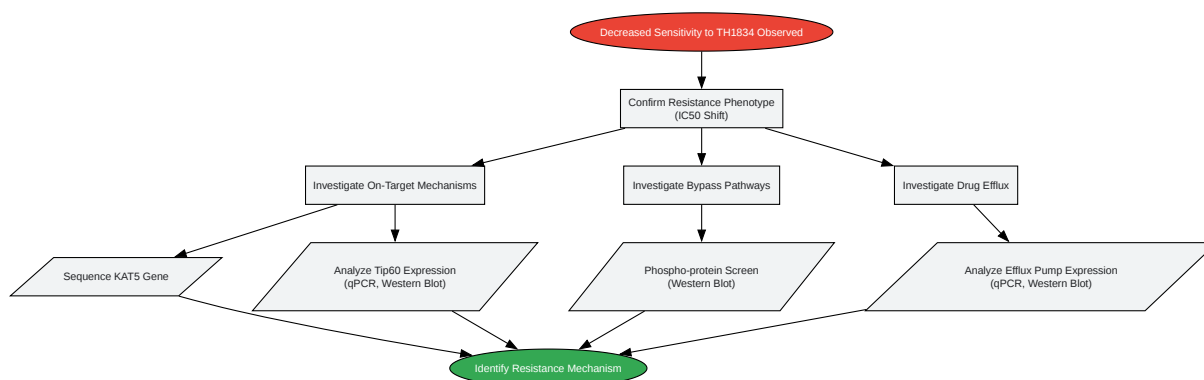 Decreased Sensitivity to TH1834 Observed
Confirm Resistance Phenotype
(IC50 Shift)
Investigate On-Target Mechanisms
Investigate Bypass Pathways
Investigate Drug Efflux
Sequence KAT5 Gene
Analyze Tip60 Expression
(qPCR, Western Blot)
Phospho-protein Screen
(Western Blot)
Analyze Efflux Pump Expression
(qPCR, Western Blot)
Identify Resistance Mechanism